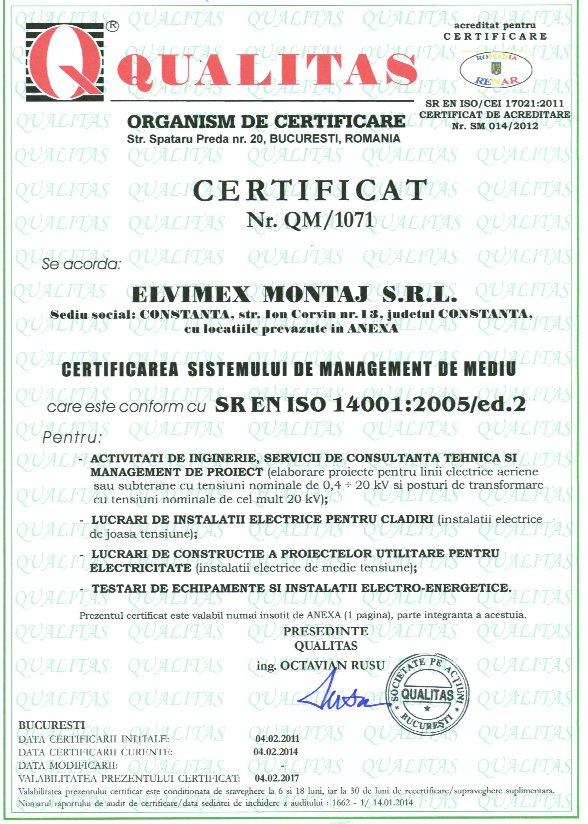 ®
QUALITAS
acreditat pentru
CERTIFICARE
ROMANIA
RENAR
SR EN ISO/CEI 17021:2011
CERTIFICAT DE ACREDITARE
Nr. SM 014/2012
ORGANISM DE CERTIFICARE
Str. Spataru Preda nr. 20, BUCURESTI, ROMANIA
CERTIFICAT
Nr. QM/1071
Se acorda:
ELVIMEX MONTAJ S.R.L.
Sediu social: CONSTANTA, str. Ion Corvin nr. 13, judetul CONSTANTA,
cu locatiile prevazute in ANEXA
CERTIFICAREA SISTEMULUI DE MANAGEMENT DE MEDIU
care este conform cu SR EN ISO 14001:2005/ed.2
Pentru:
- ACTIVITATI DE INGINERIE, SERVICII DE CONSULTANTA TEHNICA SI
MANAGEMENT DE PROIECT (elaborare proiecte pentru linii electrice aeriene
sau subterane cu tensiuni nominale de 0,4 ÷ 20 kV si posturi de transformare
cu tensiuni nominale de cel mult 20 kV);
- LUCRARI DE INSTALATII ELECTRICE PENTRU CLADIRI (instalatii electrice
de joasa tensiune);
- LUCRARI DE CONSTRUCTIE A PROIECTELOR UTILITARE PENTRU
ELECTRICITATE (instalatii electrice de medie tensiune);
- TESTARI DE ECHIPAMENTE SI INSTALATII ELECTRO-ENERGETICE.
Prezentul certificat este valabil numai insotit de ANEXA (1 pagina), parte integranta a acestuia.
PRESEDINTE
QUALITAS
ing. OCTAVIAN RUSU
SOCIETATE PE ACTIUNI
QUALITAS
BUCURESTI
BUCURESTI
DATA CERTIFICARII INITIALE: 04.02.2011
DATA CERTIFICARII CURENTE: 04.02.2014
DATA MODIFICARII: -
VALABILITATEA PREZENTULUI CERTIFICAT: 04.02.2017
Valabilitatea prezentului certificat este conditionata de supraveghere la 6 si 18 luni, iar la 30 de luni de recertificare/supraveghere suplimentara.
Numarul raportului de audit de certificare/data sedintei de inchidere a auditului : 1662 - 1/ 14.01.2014